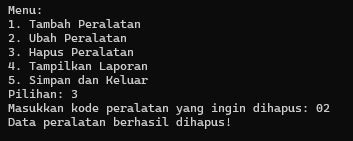 Menu:
1. Tambah Peralatan
2. Ubah Peralatan
3. Hapus Peralatan
4. Tampilkan Laporan
5. Simpan dan Keluar
Pilihan: 3
Masukkan kode peralatan yang ingin dihapus: 02
Data peralatan berhasil dihapus!